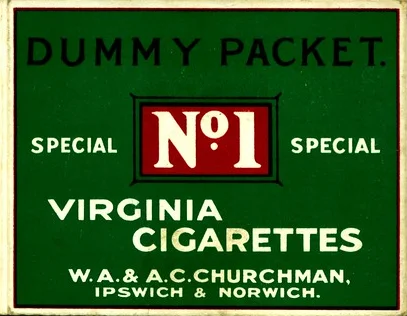 DUMMY PACKET.
SPECIAL Nº1 SPECIAL
VIRGINIA
CIGARETTES
W.A.& A.C.CHURCHMAN,
IPSWICH & NORWICH.